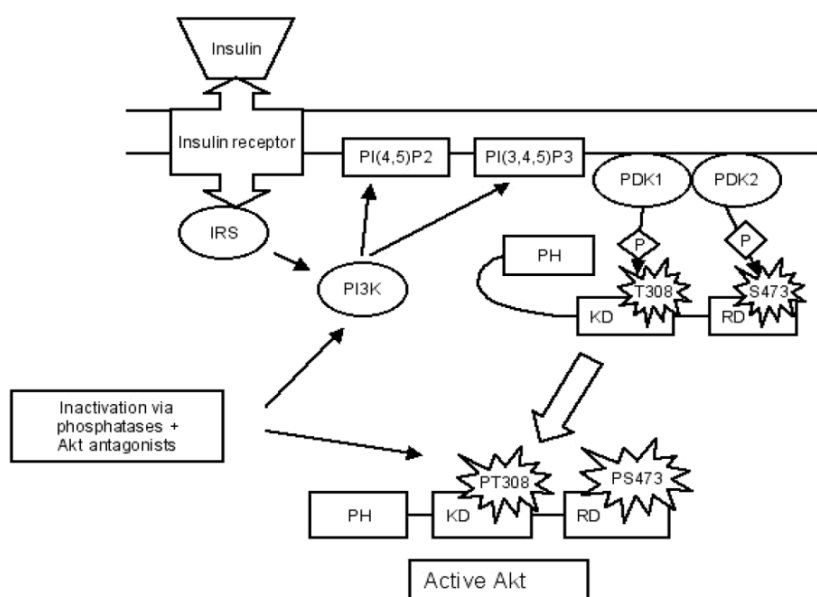 Insulin
Insulin receptor
PI(4,5)P2
PI(3,4,5)P3
PDK1
PDK2
IRS
P
P
PH
PI3K
T308
S473
KD
RD
Inactivation via
phosphatases +
Akt antagonists
PT308
PS473
PH
KD
RD
Active Akt